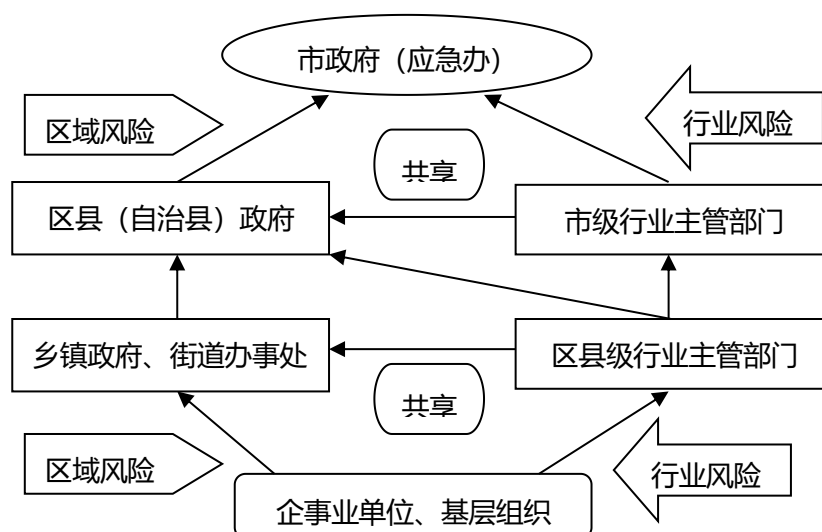 市政府（应急办）
区域风险
行业风险
共享
区县（自治县）政府
市级行业主管部门
乡镇政府、街道办事处
区县级行业主管部门
共享
区域风险
行业风险
企事业单位、基层组织